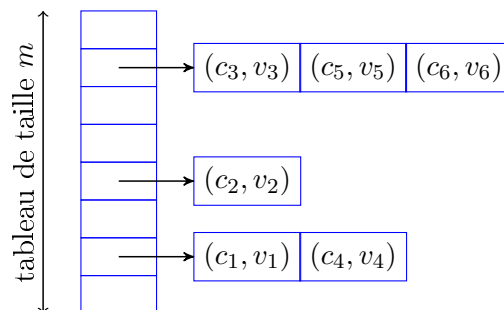 tableau de taille m
(c₃, v₃) (c₅, v₅) (c₆, v₆)
(c₂, v₂)
(c₁, v₁) (c₄, v₄)